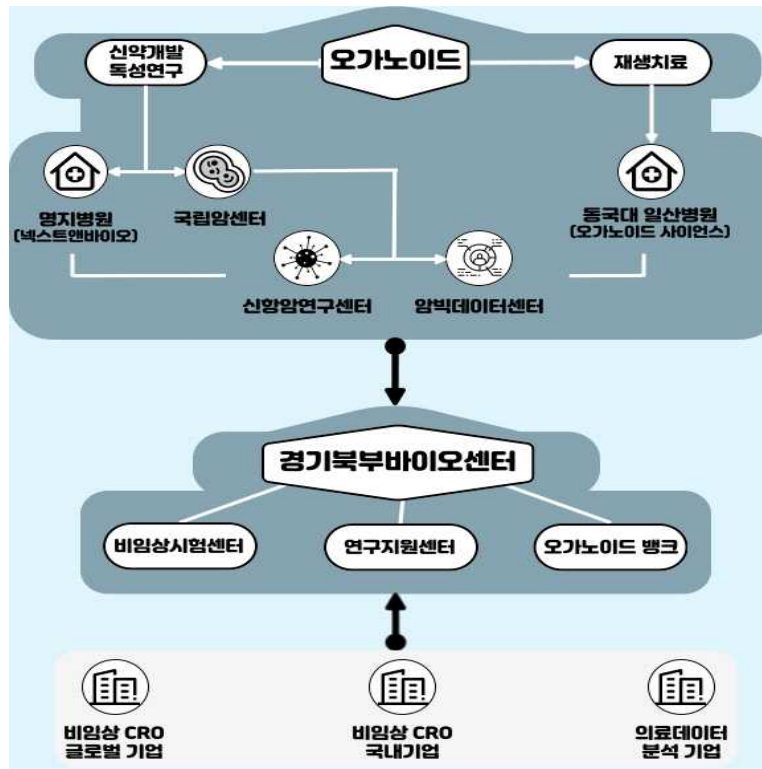 신약개발
독성연구
오가노이드
재생치료
명지병원
(넥스트앤바이오)
국립암센터
동국대 일산병원
(오가노이드 사이언스)
신항암연구센터
암빅데이터센터
경기북부바이오센터
비임상시험센터
연구지원센터
오가노이드 뱅크
비임상 CRO
글로벌 기업
비임상 CRO
국내기업
의료데이터
분석 기업